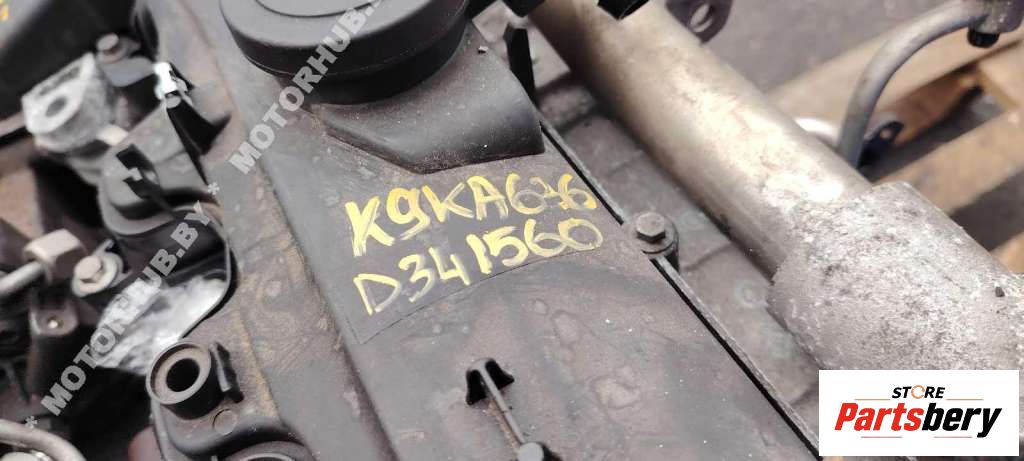 K9KA636
D341560
* MOTORHUB.BY * MOTORHUB.BY
STORE
Partsbery